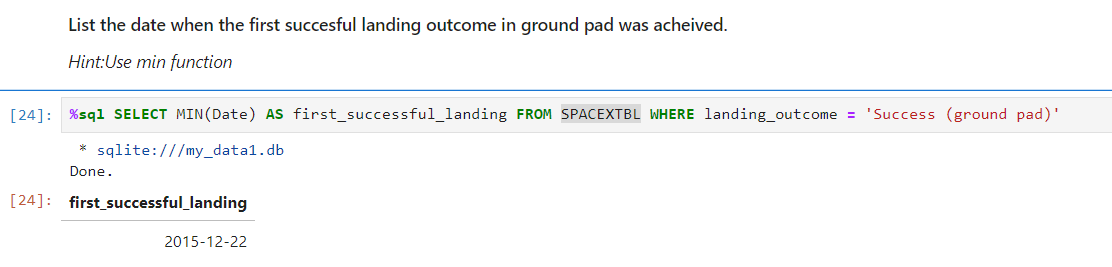 List the date when the first succesful landing outcome in ground pad was acheived.
Hint:Use min function
[24]: %sql SELECT MIN(Date) AS first_successful_landing FROM SPACEXTBL WHERE landing_outcome = 'Success (ground pad)'
* sqlite:///my_data1.db
Done.
[24]: first_successful_landing
2015-12-22